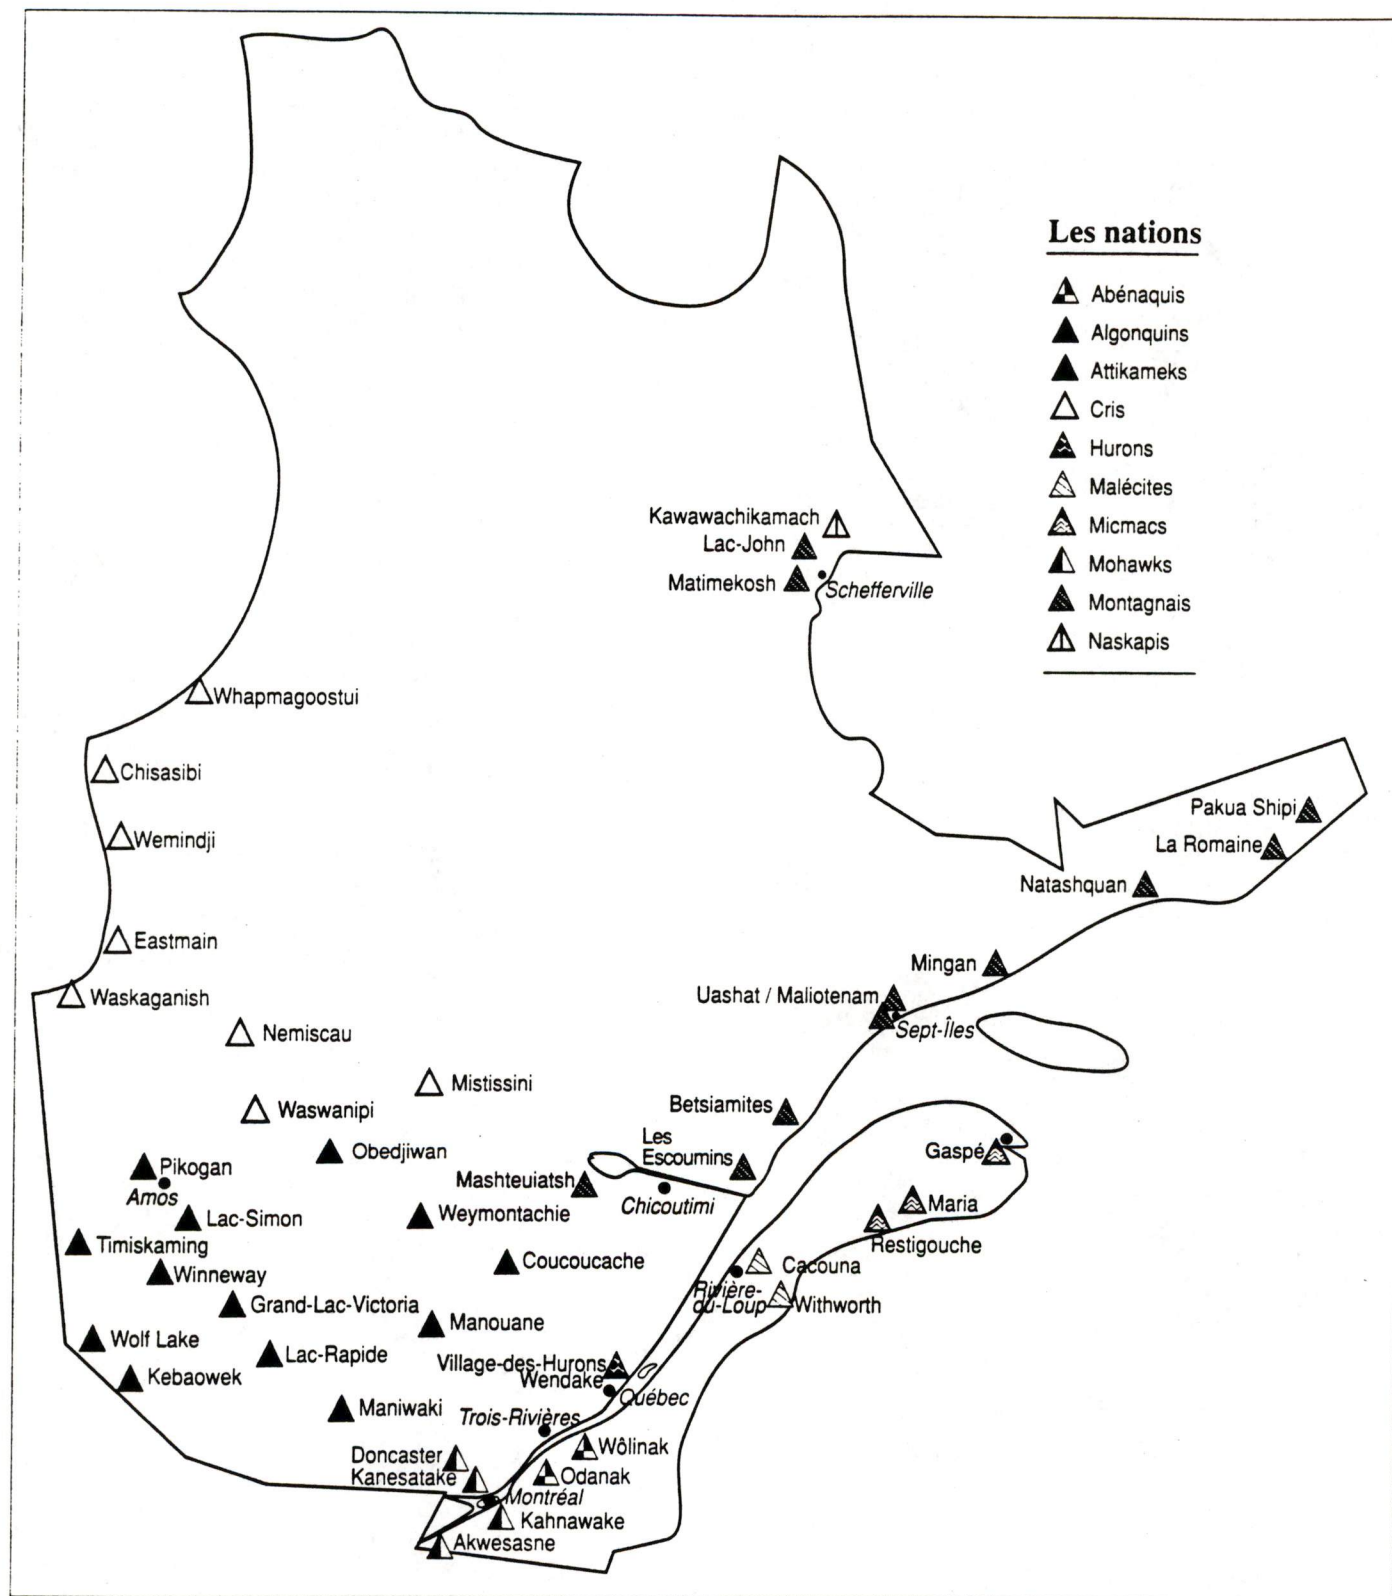 Les nations
Abénaquis
Algonquins
Attikameks
Cris
Hurons
Malécites
Micmacs
Mohawks
Montagnais
Naskapis
Kawawachikamach
Lac-John
Matimekosh
Schefferville
Whapmagoostui
Chisasibi
Wemindji
Pakua Shipi
La Romaine
Natashquan
Eastmain
Mingan
Waskaganish
Uashat / Maliotenam
Sept-Îles
Nemiscau
Mistissini
Waswanipi
Betsiamites
Obedjiwan
Les
Escoumins
Gaspé
Pikogan
Amos
Mashteuiatsh
Chicoutimi
Lac-Simon
Weymontachie
Maria
Restigouche
Timiskaming
Coucoucache
Cacouna
Winneway
Rivière-
du-Loup
Withworth
Grand-Lac-Victoria
Manouane
Wolf Lake
Lac-Rapide
Village-des-Hurons
Wendake
Kebaowek
Québec
Maniwaki
Trois-Rivières
Wôlinak
Doncaster
Kanesatake
Odanak
Montréal
Kahnawake
Akwesasne